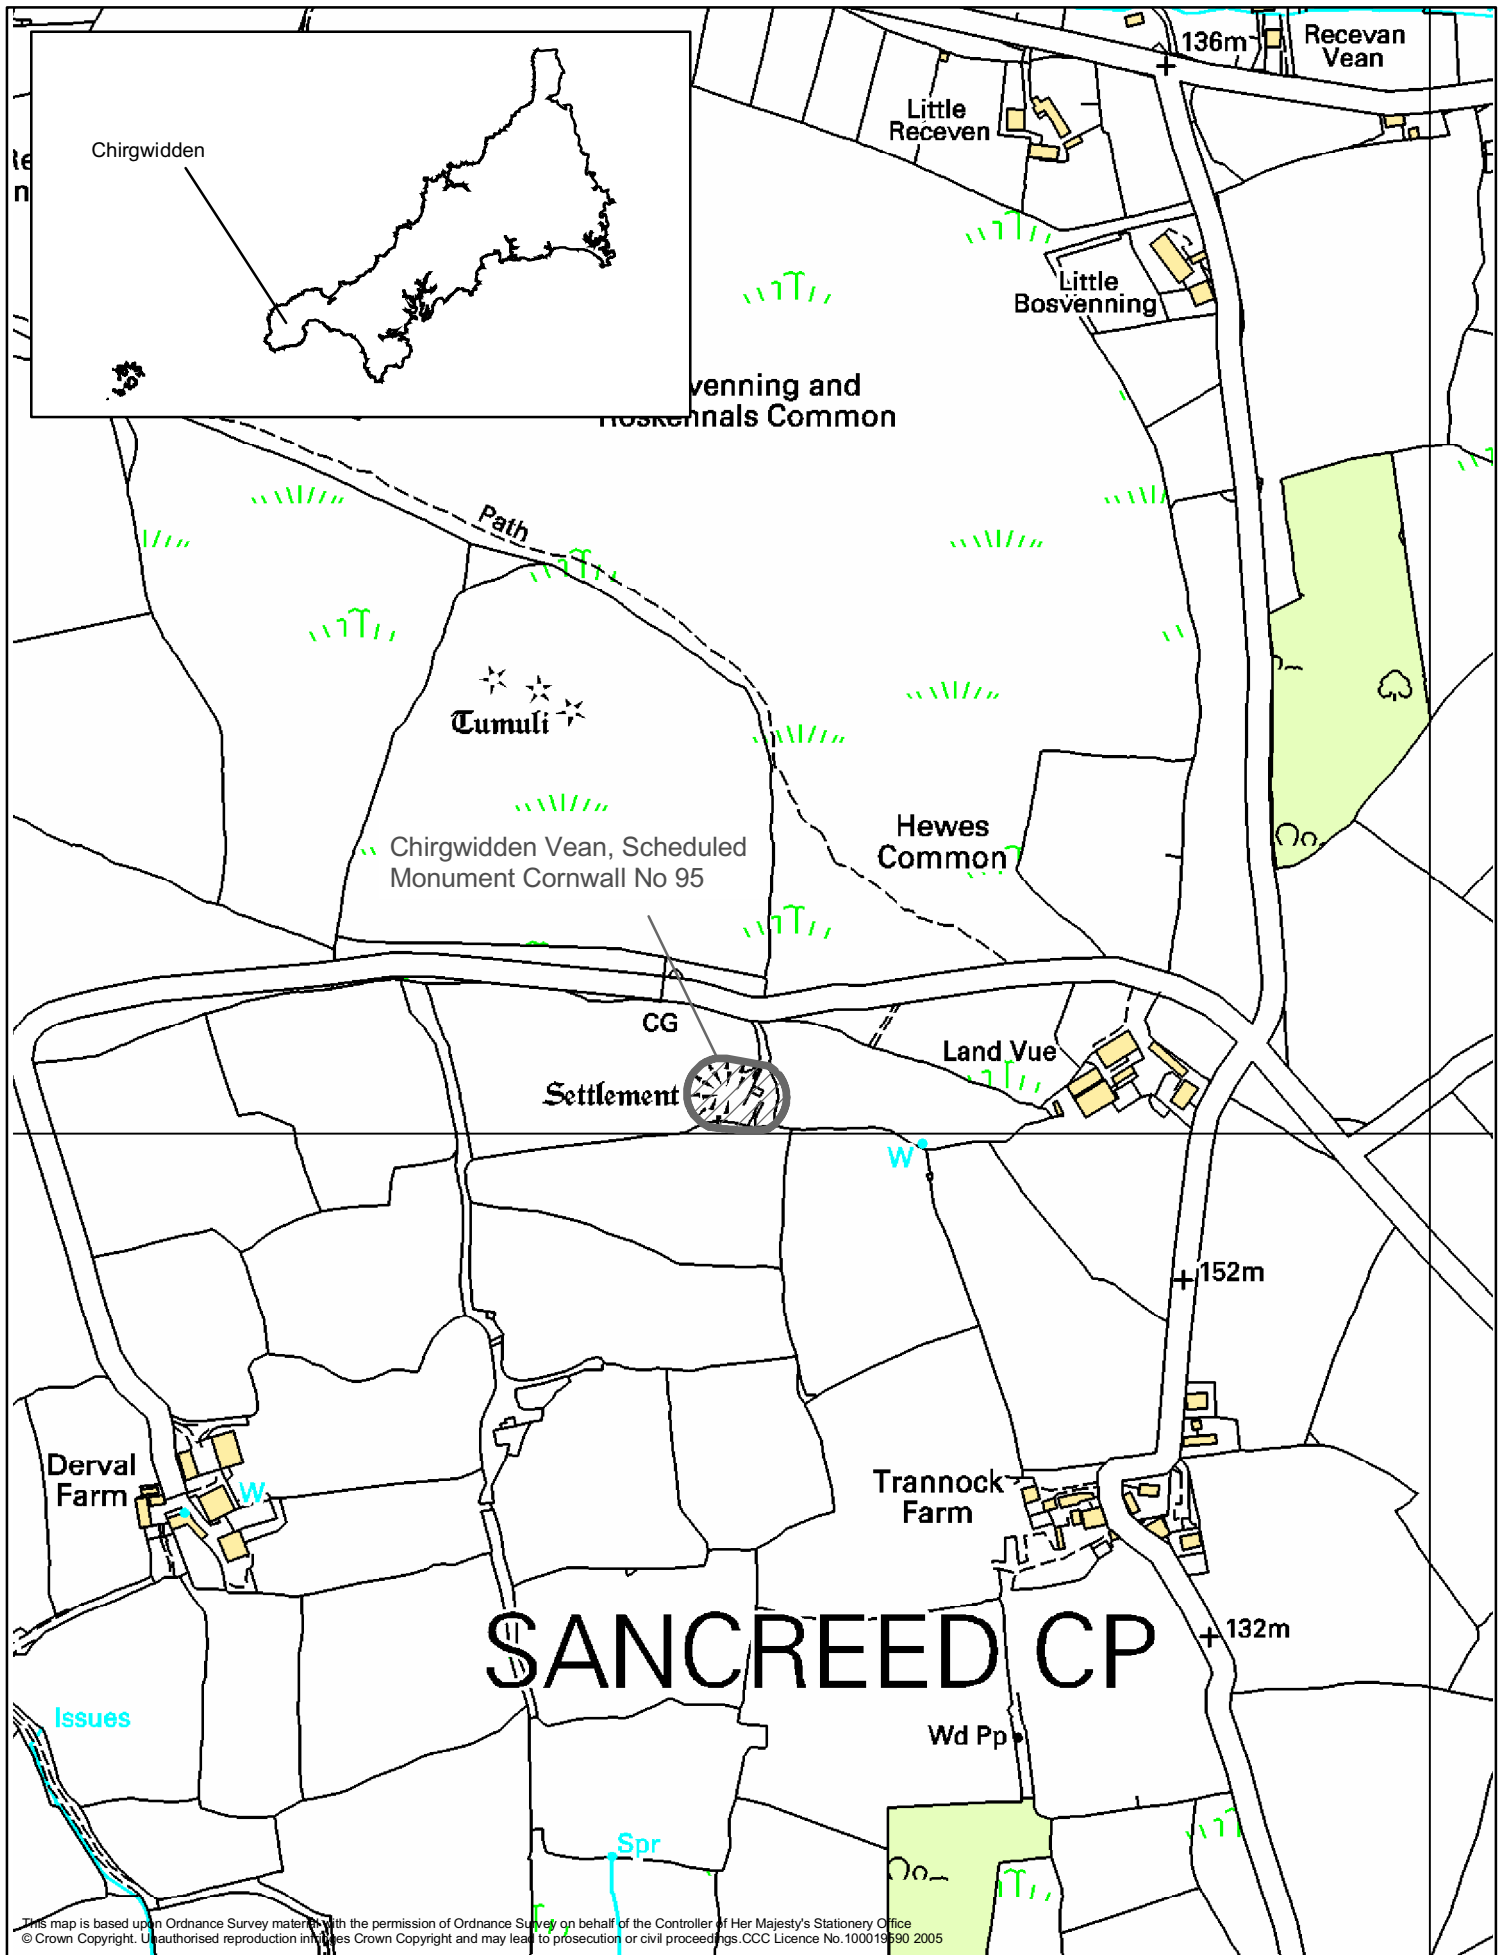 136m
Recevan
Vean
Little
Receven
Chirgwidden
Little
Bosvenning
venning and
Roskennals Common
Path
Tumuli
Hewes
Common
Chirgwidden Vean, Scheduled
Monument Cornwall No 95
CG
Land Vue
Settlement
W
152m
Derval
Farm
W
Trannock
Farm
SANCREED CP
132m
Issues
Wd Pp
Spr
This map is based upon Ordnance Survey material with the permission of Ordnance Survey on behalf of the Controller of Her Majesty's Stationery Office
© Crown Copyright. Unauthorised reproduction infringes Crown Copyright and may lead to prosecution or civil proceedings.CCC Licence No.100019590 2005